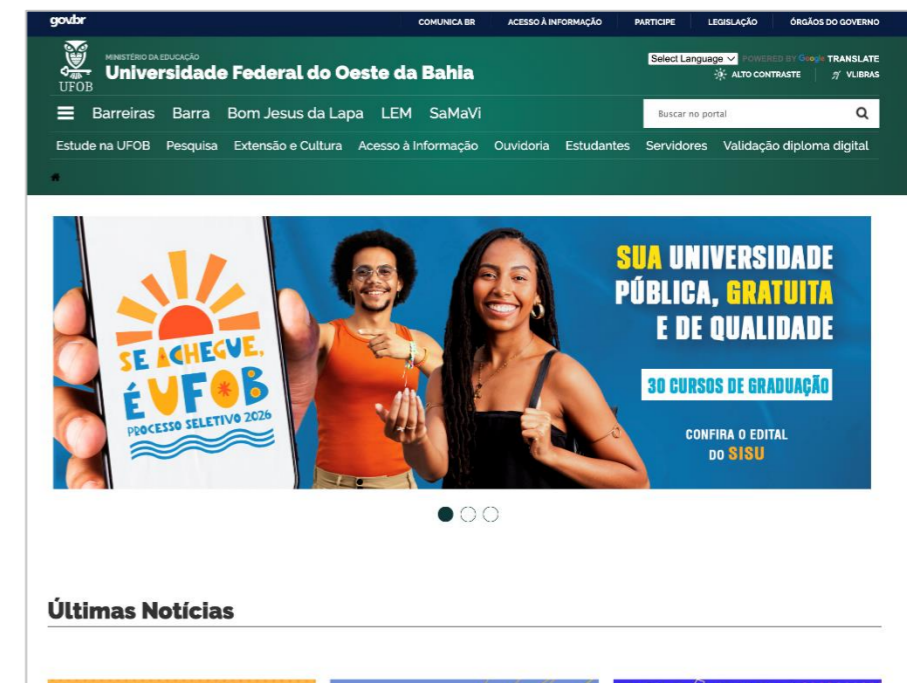 gov.br
COMUNICA BR ACESSO À INFORMAÇÃO PARTICIPE LEGISLAÇÃO ÓRGÃOS DO GOVERNO
UFOB
MINISTÉRIO DA EDUCAÇÃO
Universidade Federal do Oeste da Bahia
Select Language POWERED BY Google TRANSLATE
ALTO CONTRASTE VLIBRAS
Barreiras Barra Bom Jesus da Lapa LEM SaMaVi
Buscar no portal
Estude na UFOB Pesquisa Extensão e Cultura Acesso à Informação Ouvidoria Estudantes Servidores Validação diploma digital
SE ACHEGUE,
É UFOB
PROCESSO SELETIVO 2026
SUA UNIVERSIDADE
PÚBLICA, GRATUITA
E DE QUALIDADE
30 CURSOS DE GRADUAÇÃO
CONFIRA O EDITAL
DO SISU
Últimas Notícias